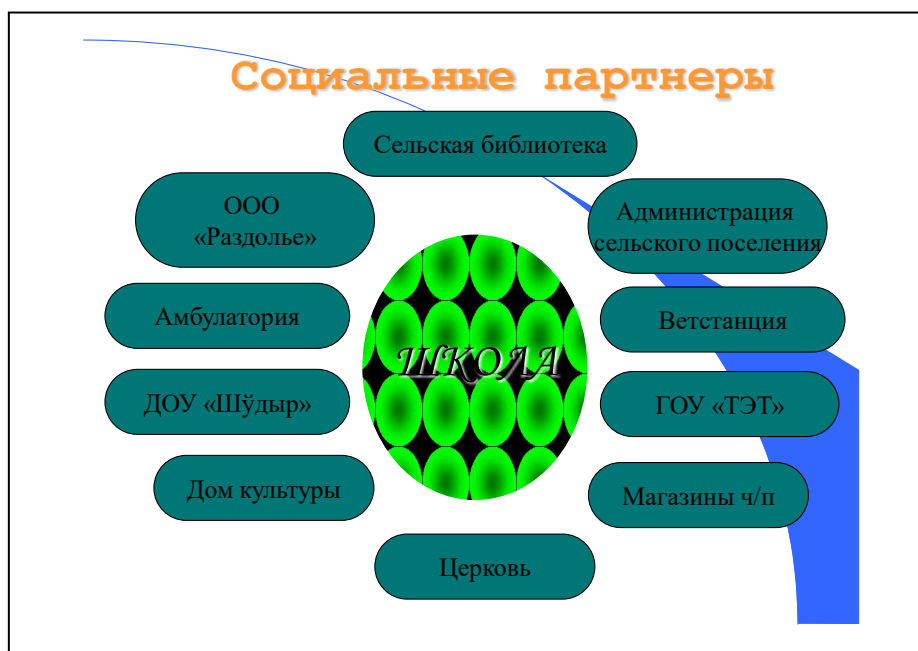 Социальные партнеры
Сельская библиотека
ООО
«Раздолье»
Администрация
сельского поселения
Амбулатория
Ветстанция
ШКОЛА
ДОУ «Шўдыр»
ГОУ «ТЭТ»
Дом культуры
Магазины ч/п
Церковь